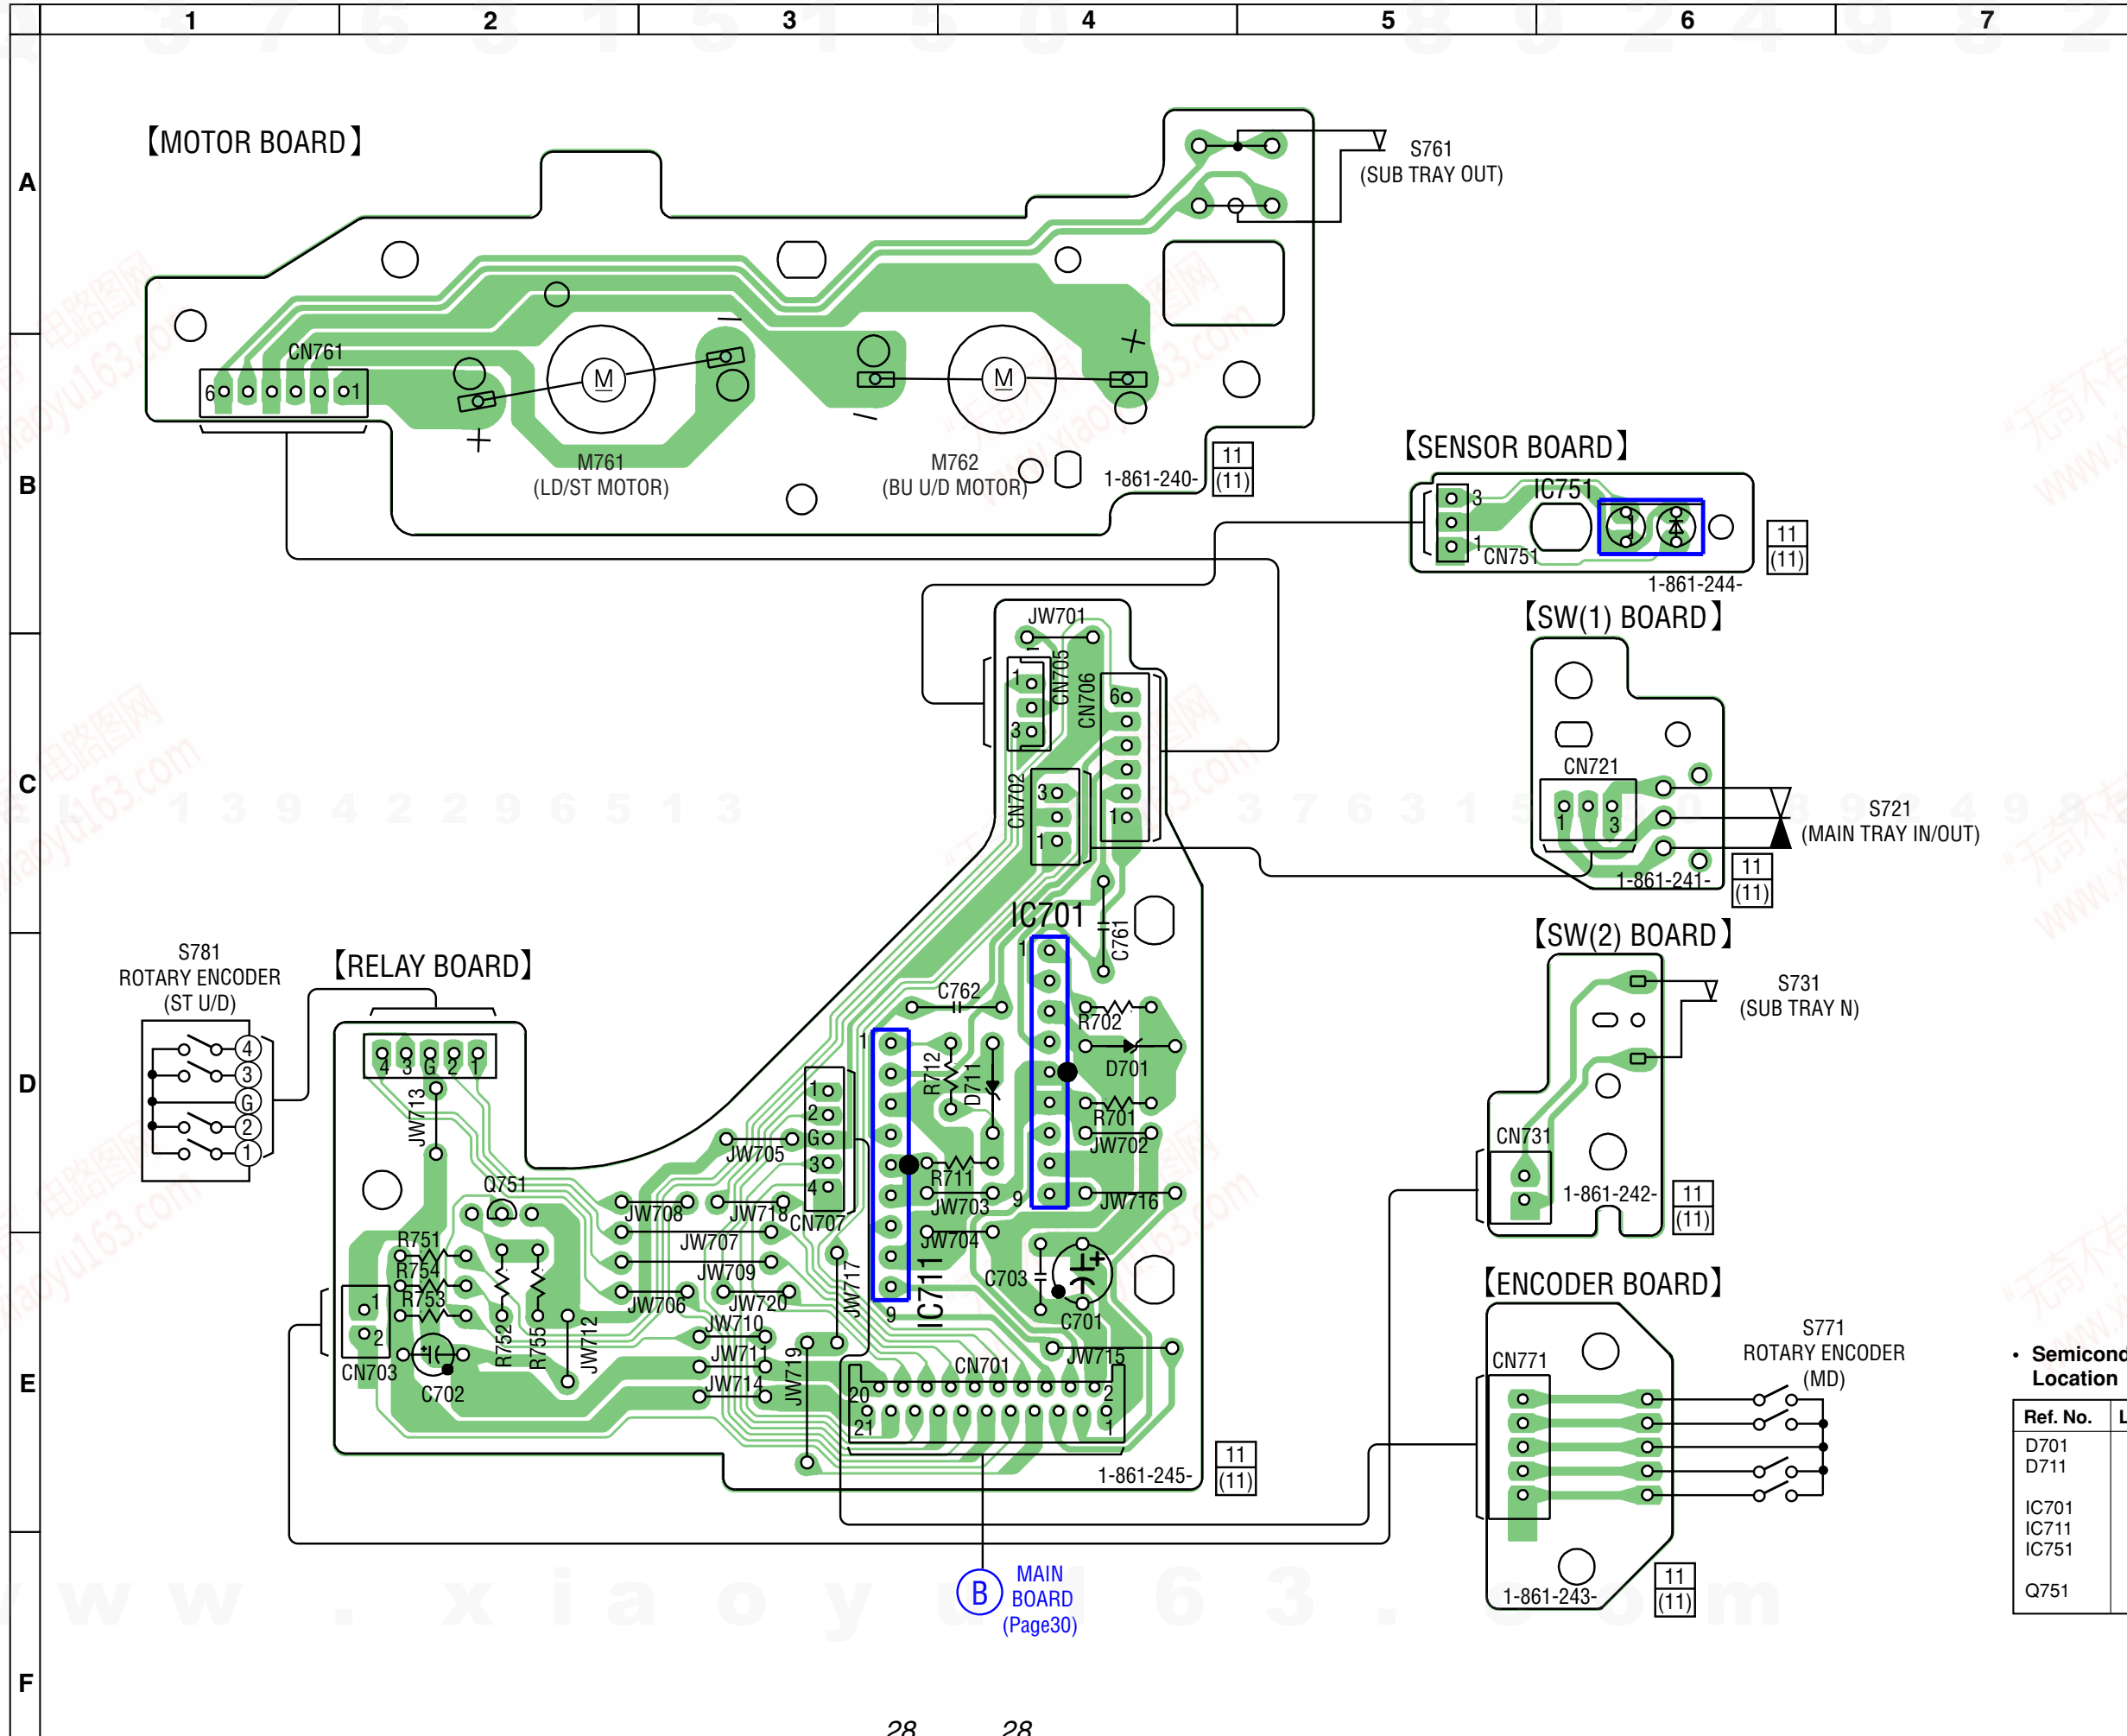 1 2 3 4 5 6 7
A
B
C
D
E
F
【MOTOR BOARD】
S761
(SUB TRAY OUT)
CN761
6
1
M
M
M761
(LD/ST MOTOR)
M762
(BU U/D MOTOR)
1-861-240-
11
(11)
【SENSOR BOARD】
IC751
3
1
CN751
1-861-244-
11
(11)
【SW(1) BOARD】
CN721
1
3
S721
(MAIN TRAY IN/OUT)
1-861-241-
11
(11)
JW701
1
3
CN705
CN706
6
1
CN702
3
1
IC701
1
9
C761
C762
R702
D701
R701
JW702
JW716
R712
D711
R711
JW703
JW704
1
9
IC711
C703
C701
JW715
【RELAY BOARD】
S781
ROTARY ENCODER
(ST U/D)
4
3
G
2
1
4 3 G 2 1
JW713
Q751
R751
R754
R753
1
2
CN703
C702
R752
R755
JW712
JW705
1
2
G
3
4
CN707
JW708
JW718
JW707
JW709
JW706
JW720
JW710
JW711
JW714
JW717
JW719
CN701
20
2
21
1
1-861-245-
11
(11)
B
MAIN
BOARD
(Page30)
【SW(2) BOARD】
S731
(SUB TRAY N)
CN731
1-861-242-
11
(11)
【ENCODER BOARD】
CN771
S771
ROTARY ENCODER
(MD)
1-861-243-
11
(11)
• Semicond
Location
Ref. No. L
D701
D711
IC701
IC711
IC751
Q751
28 28
www.xiaoyu163.com